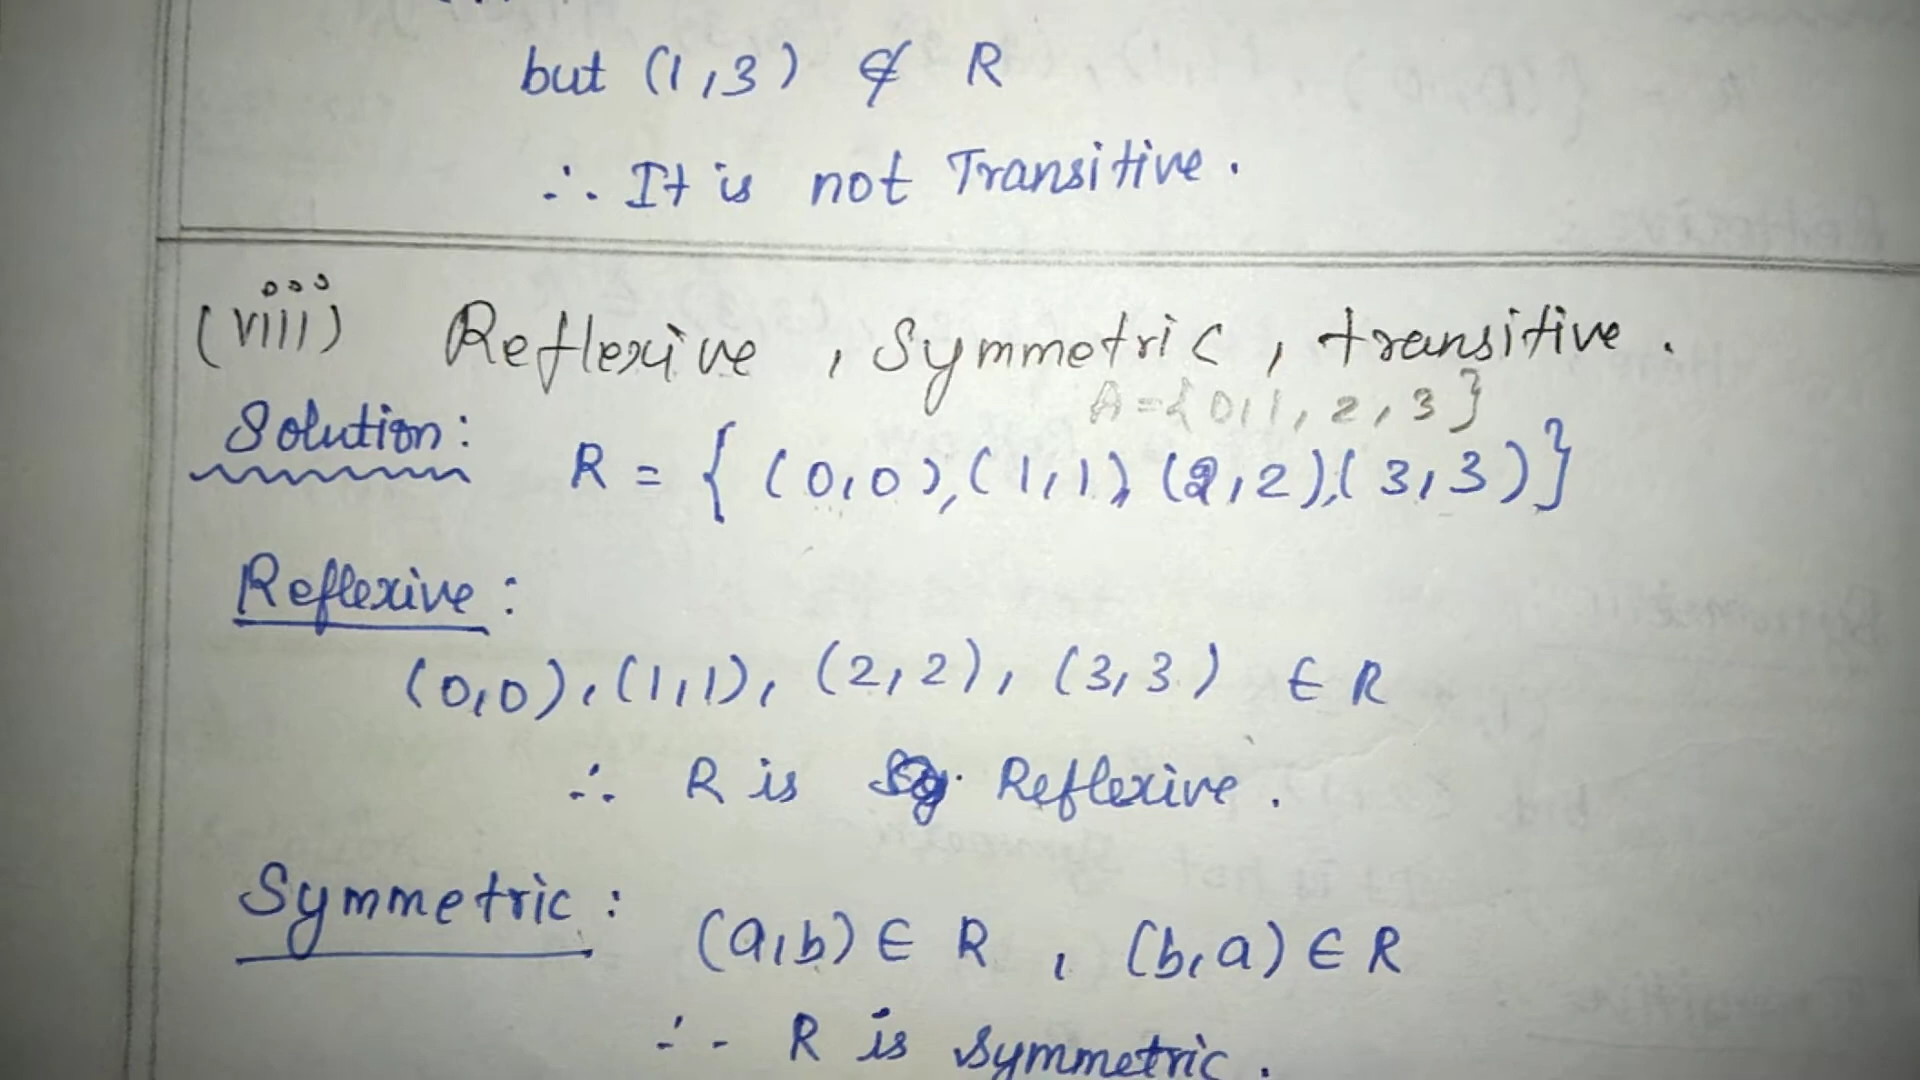 but (1,3) ∉ R
∴ It is not Transitive.
(viii) Reflexive, Symmetric, transitive.
A={0,1,2,3}
Solution: R = { (0,0),(1,1),(2,2),(3,3)}
Reflexive:
(0,0),(1,1),(2,2),(3,3) ∈ R
∴ R is Reflexive.
Symmetric: (a,b) ∈ R, (b,a) ∈ R
∴ R is symmetric.